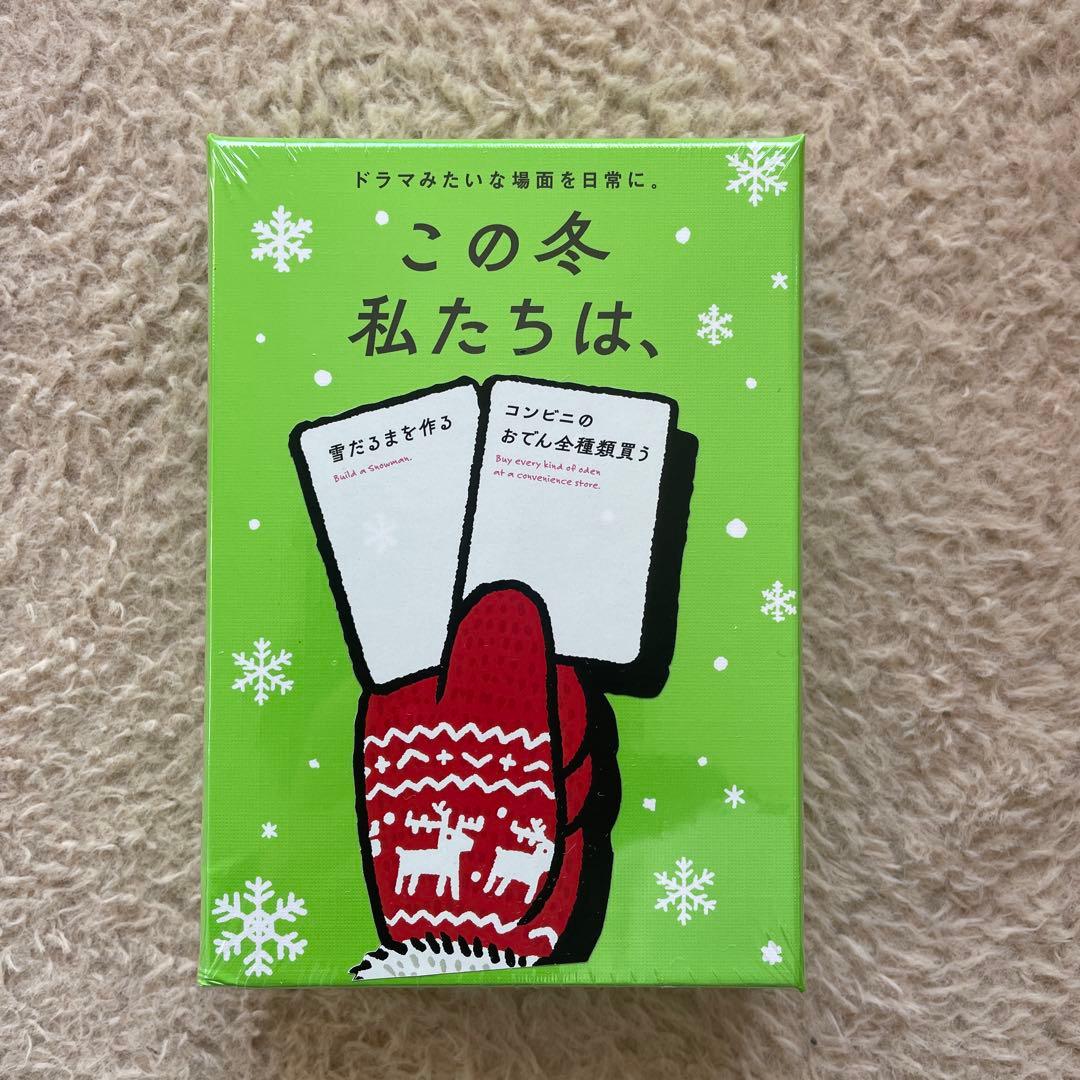 ドラマみたいな場面を日常に。
この冬
私たちは、
雪だるまを作る
Build a Snowman.
コンビニの
おでん全種類買う
Buy every kind of oden
at a convenience store.